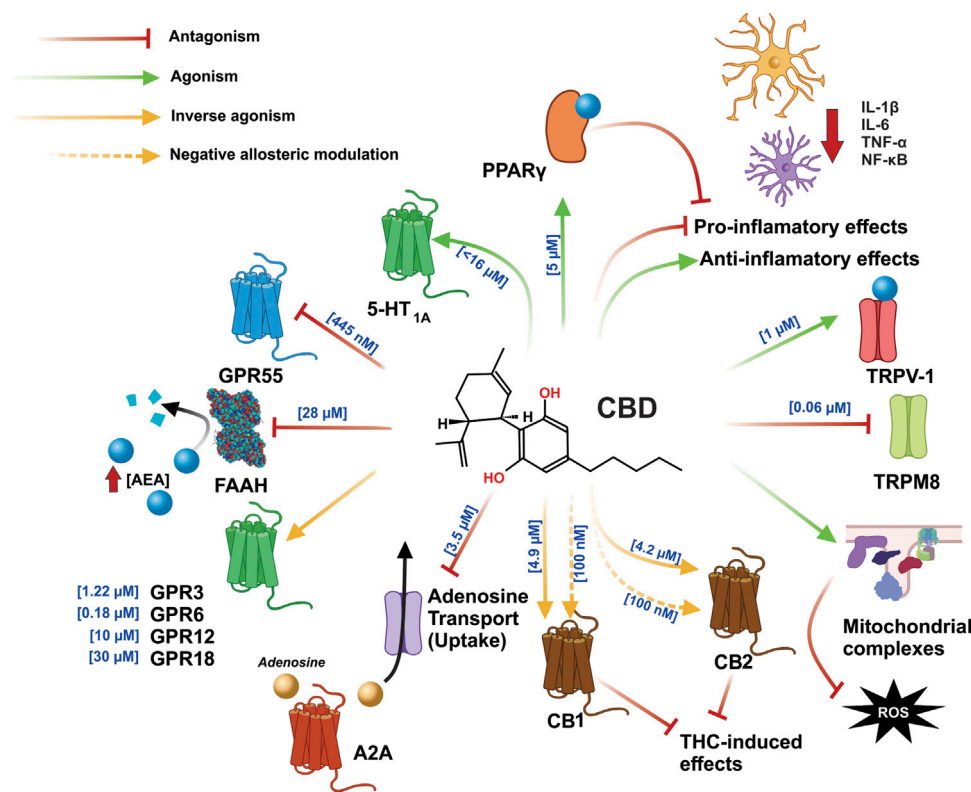 Antagonism
Agonism
Inverse agonism
Negative allosteric modulation
IL-1β
IL-6
TNF-α
NF-κB
PPARγ
[5 µM]
Pro-inflamatory effects
Anti-inflamatory effects
[<16 µM]
5-HT1A
[445 nM]
GPR55
[1 µM]
TRPV-1
OH
H
H
HO
CBD
[28 µM]
[AEA]
FAAH
[0.06 µM]
TRPM8
[3.5 µM]
[4.9 µM]
[100 nM]
[4.2 µM]
[100 nM]
[1.22 µM] GPR3
[0.18 µM] GPR6
[10 µM] GPR12
[30 µM] GPR18
Adenosine
Transport
(Uptake)
Adenosine
A2A
CB1
CB2
THC-induced
effects
Mitochondrial
complexes
ROS